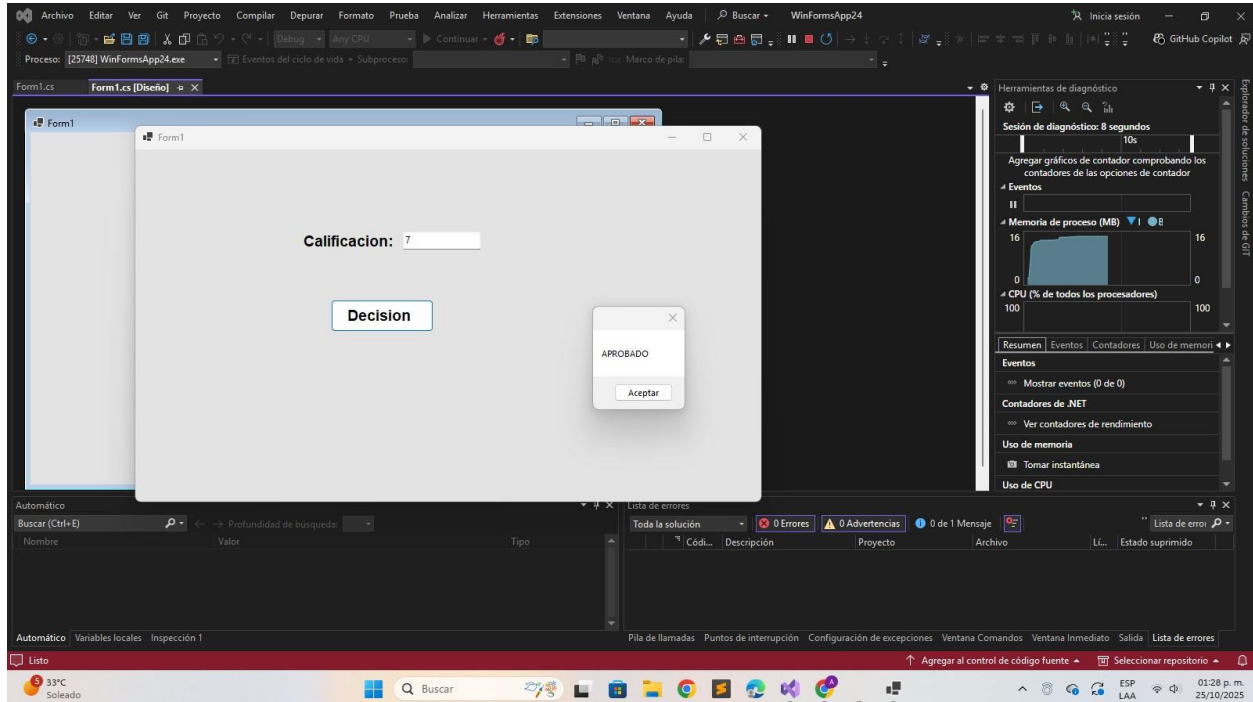 Archivo Editar Ver Git Proyecto Compilar Depurar Formato Prueba Analizar Herramientas Extensiones Ventana Ayuda Buscar WinFormsApp24 Inicia sesión
Debug Any CPU Continuar GitHub Copilot
Proceso: [25748] WinFormsApp24.exe Eventos del ciclo de vida Subproceso: Marco de pila:
Form1.cs Form1.cs [Diseño]
Form1
Form1
Calificacion: 7
Decision
APROBADO
Aceptar
Herramientas de diagnóstico
Sesión de diagnóstico: 8 segundos
10s
Agregar gráficos de contador comprobando los
contadores de las opciones de contador
Eventos
Memoria de proceso (MB)
16 16
0 0
CPU (% de todos los procesadores)
100 100
Resumen Eventos Contadores Uso de memori
Eventos
Mostrar eventos (0 de 0)
Contadores de .NET
Ver contadores de rendimiento
Uso de memoria
Tomar instantánea
Uso de CPU
Explorador de soluciones
Cambios de GIT
Automático
Buscar (Ctrl+E) Profundidad de búsqueda:
Nombre Valor Tipo
Automático Variables locales Inspección 1
Lista de errores
Toda la solución 0 Errores 0 Advertencias 0 de 1 Mensaje Lista de erro
Códi... Descripción Proyecto Archivo Lí... Estado suprimido
Pila de llamadas Puntos de interrupción Configuración de excepciones Ventana Comandos Ventana Inmediato Salida Lista de errores
Listo Agregar al control de código fuente Seleccionar repositorio
5 33°C
Soleado
Buscar
ESP
LAA
01:28 p. m.
25/10/2025